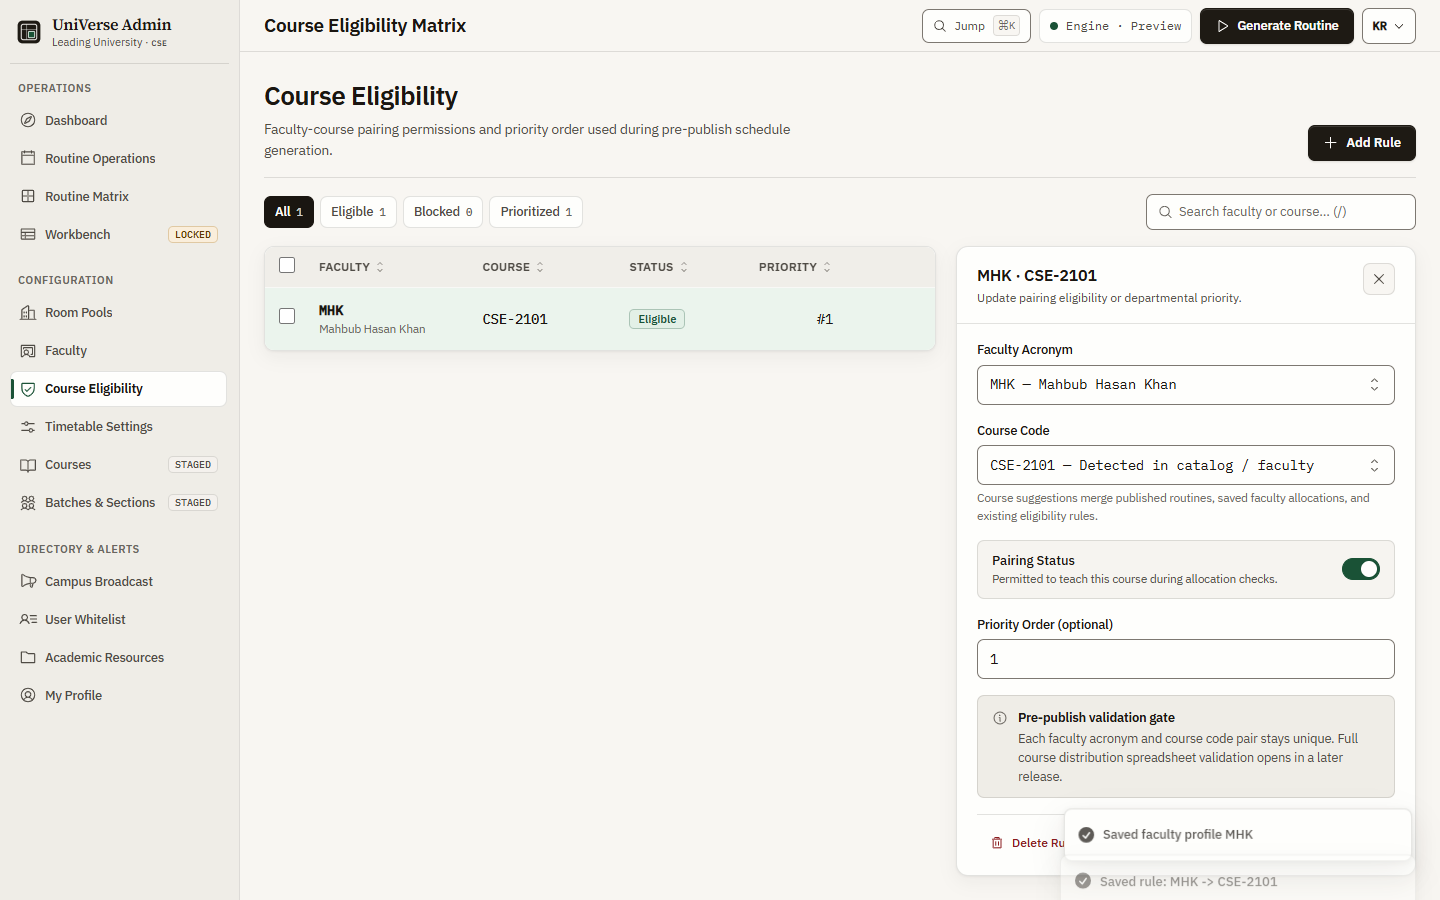 UniVerse Admin
Leading University · CSE
OPERATIONS
Dashboard
Routine Operations
Routine Matrix
Workbench LOCKED
CONFIGURATION
Room Pools
Faculty
Course Eligibility
Timetable Settings
Courses STAGED
Batches & Sections STAGED
DIRECTORY & ALERTS
Campus Broadcast
User Whitelist
Academic Resources
My Profile
Course Eligibility Matrix
Jump ⌘K
Engine · Preview
Generate Routine
KR
Course Eligibility
Faculty-course pairing permissions and priority order used during pre-publish schedule
generation.
Add Rule
All 1
Eligible 1
Blocked 0
Prioritized 1
Search faculty or course... (/)
FACULTY COURSE STATUS PRIORITY
MHK
Mahbub Hasan Khan
CSE-2101
Eligible
#1
MHK · CSE-2101
Update pairing eligibility or departmental priority.
Faculty Acronym
MHK — Mahbub Hasan Khan
Course Code
CSE-2101 — Detected in catalog / faculty
Course suggestions merge published routines, saved faculty allocations, and
existing eligibility rules.
Pairing Status
Permitted to teach this course during allocation checks.
Priority Order (optional)
1
Pre-publish validation gate
Each faculty acronym and course code pair stays unique. Full
course distribution spreadsheet validation opens in a later
release.
Delete Ru
Saved faculty profile MHK
Saved rule: MHK -> CSE-2101